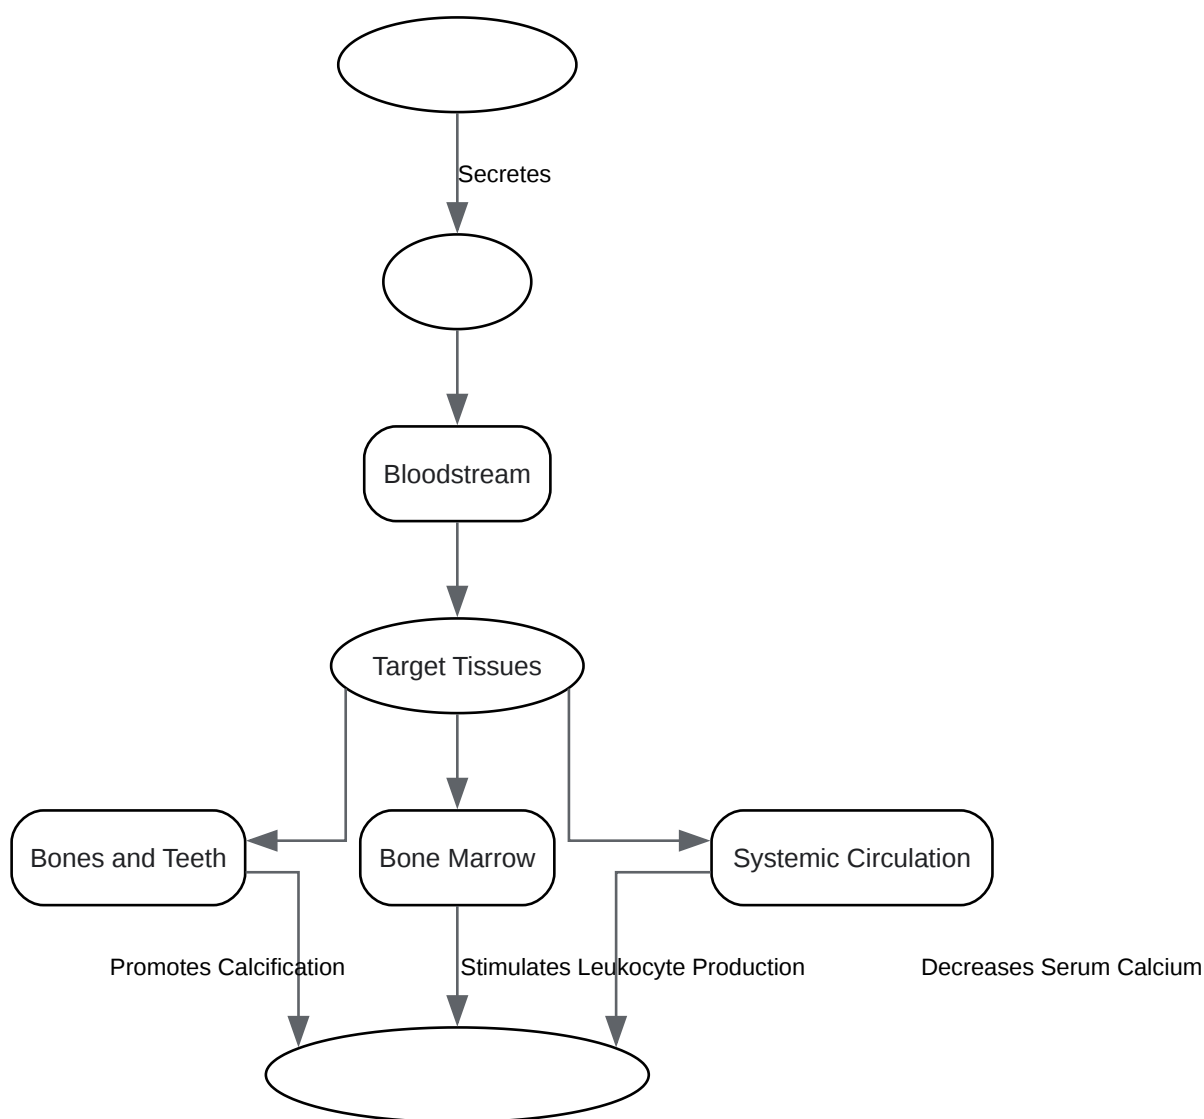 Secretes
Bloodstream
Target Tissues
Bones and Teeth
Bone Marrow
Systemic Circulation
Promotes Calcification
Stimulates Leukocyte Production
Decreases Serum Calcium